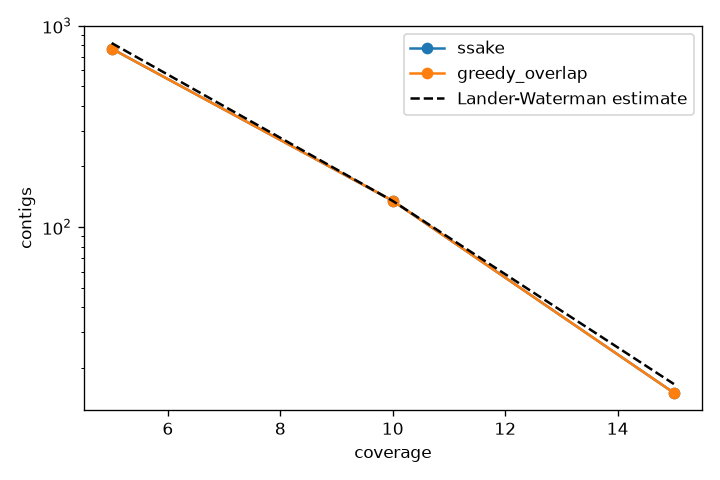 ssake
greedy_overlap
Lander-Waterman estimate
10³
10²
contigs
6 8 10 12 14
coverage